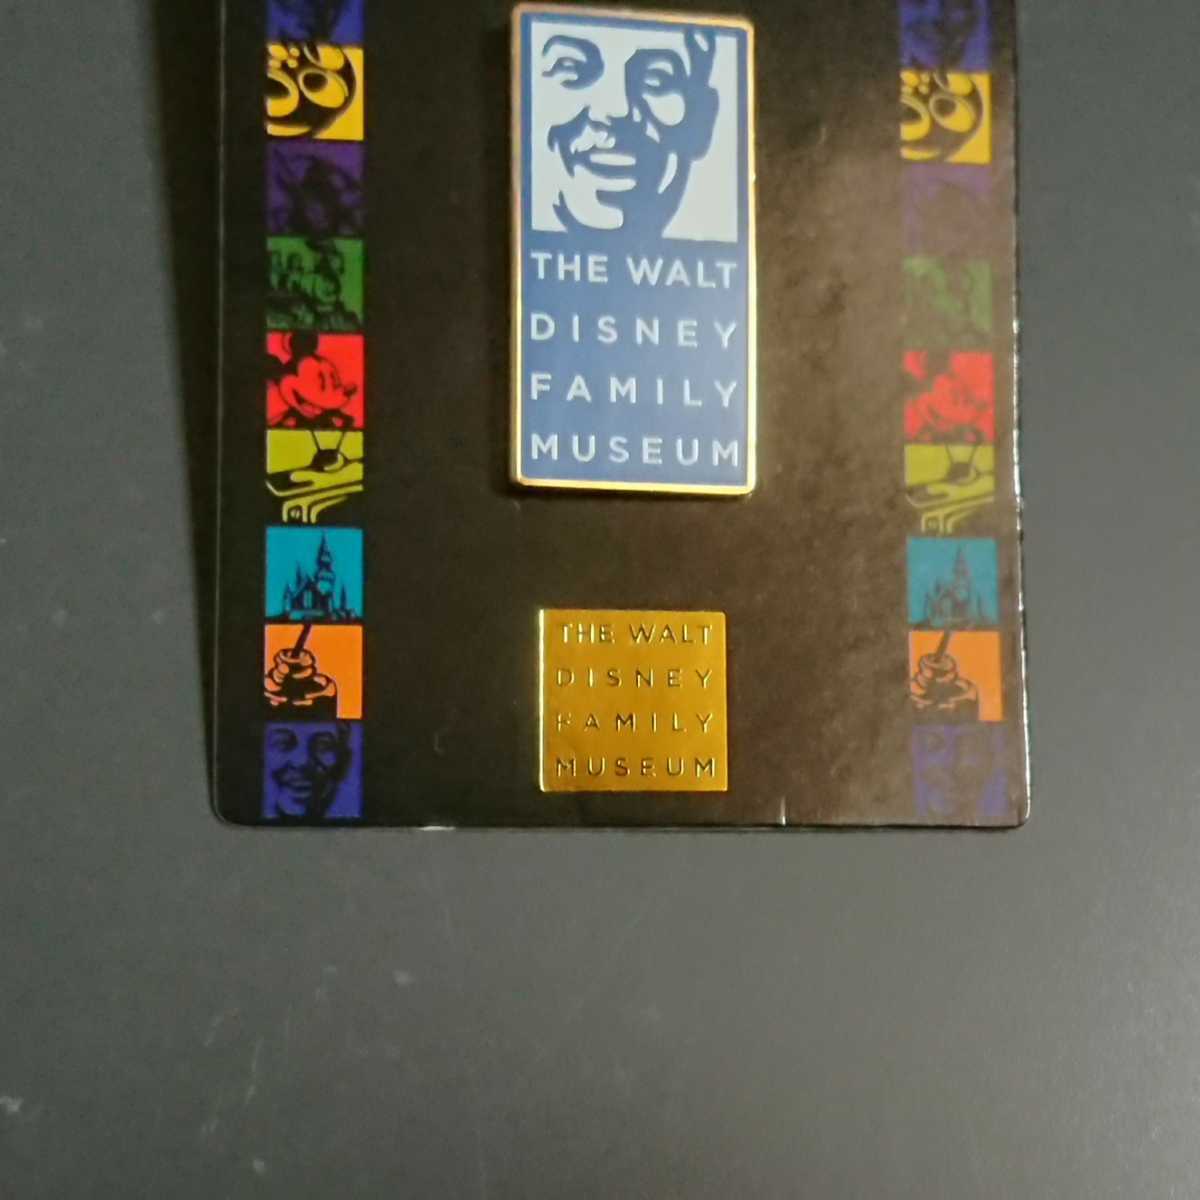 THE WALT
DISNEY
FAMILY
MUSEUM
THE WALT
DISNEY
FAMILY
MUSEUM